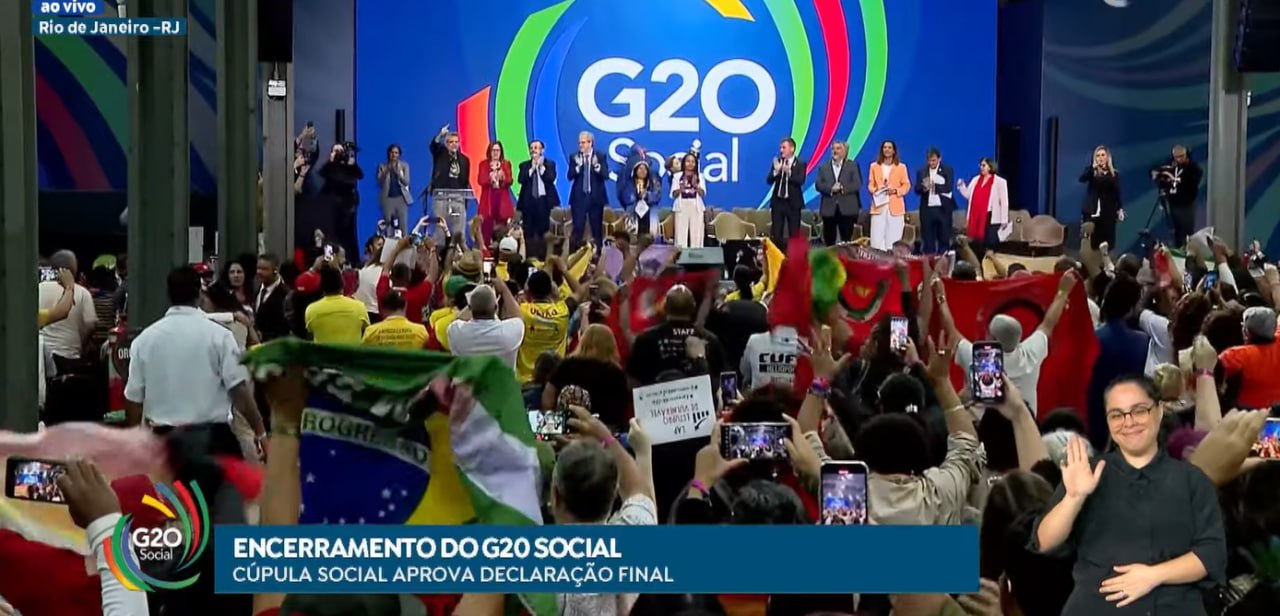 ao vivo
Rio de Janeiro –RJ
G20
Social
STAFF
G20
Social
ENCERRAMENTO DO G20 SOCIAL
CÚPULA SOCIAL APROVA DECLARAÇÃO FINAL